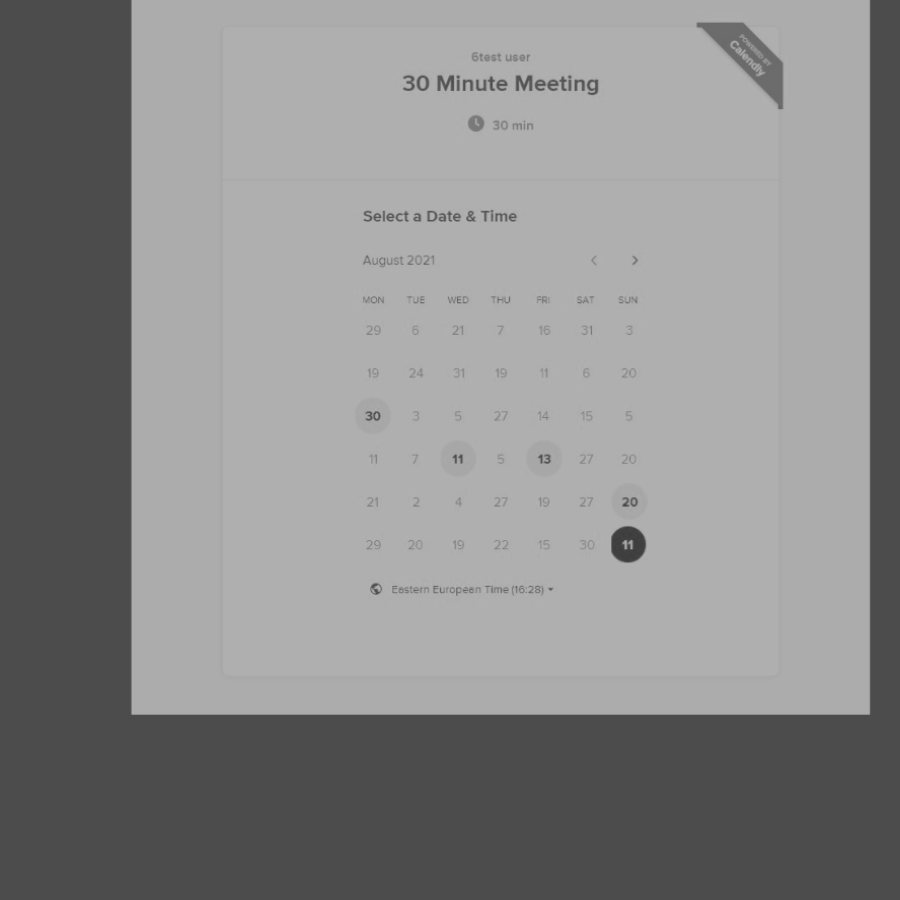 POWERED BY
Calendly
6test user
30 Minute Meeting
30 min
Select a Date & Time
August 2021
MON TUE WED THU FRI SAT SUN
29 6 21 7 16 31 3
19 24 31 19 11 6 20
30 3 5 27 14 15 5
11 7 11 5 13 27 20
21 2 4 27 19 27 20
29 20 19 22 15 30 11
Eastern European Time (16:28)